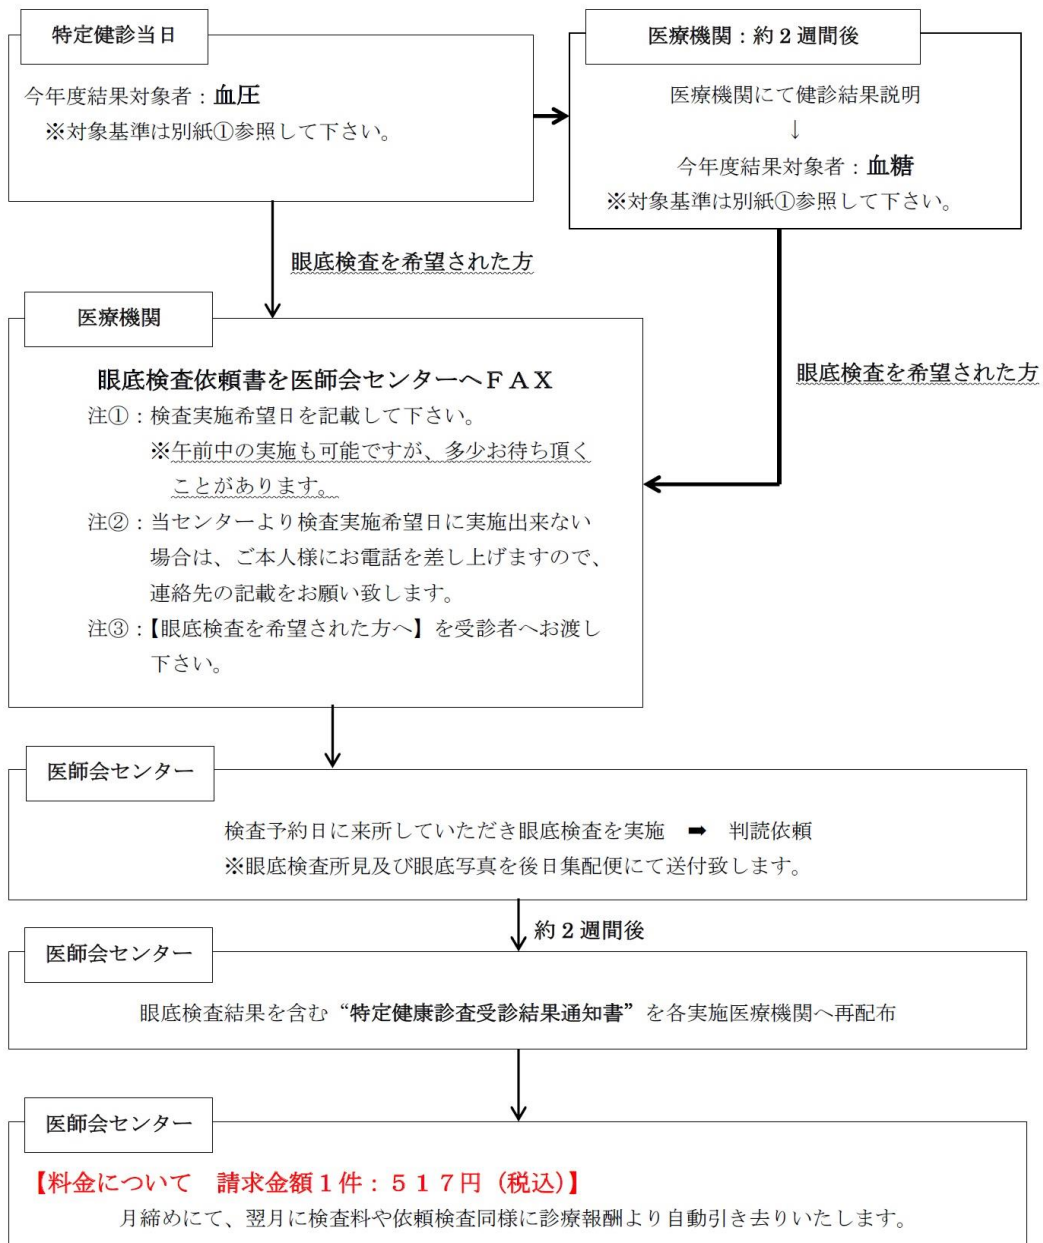 特定健診当日
今年度結果対象者：血圧
※対象基準は別紙①参照して下さい。
医療機関：約２週間後
医療機関にて健診結果説明
↓
今年度結果対象者：血糖
※対象基準は別紙①参照して下さい。
眼底検査を希望された方
眼底検査を希望された方
医療機関
眼底検査依頼書を医師会センターへＦＡＸ
注①：検査実施希望日を記載して下さい。
※午前中の実施も可能ですが、多少お待ち頂く
ことがあります。
注②：当センターより検査実施希望日に実施出来ない
場合は、ご本人様にお電話を差し上げますので、
連絡先の記載をお願い致します。
注③：【眼底検査を希望された方へ】を受診者へお渡し
下さい。
医師会センター
検査予約日に来所していただき眼底検査を実施　➡　判読依頼
※眼底検査所見及び眼底写真を後日集配便にて送付致します。
約２週間後
医師会センター
眼底検査結果を含む“特定健康診査受診結果通知書”を各実施医療機関へ再配布
医師会センター
【料金について　請求金額１件：５１７円（税込）】
月締めにて、翌月に検査料や依頼検査同様に診療報酬より自動引き去りいたします。